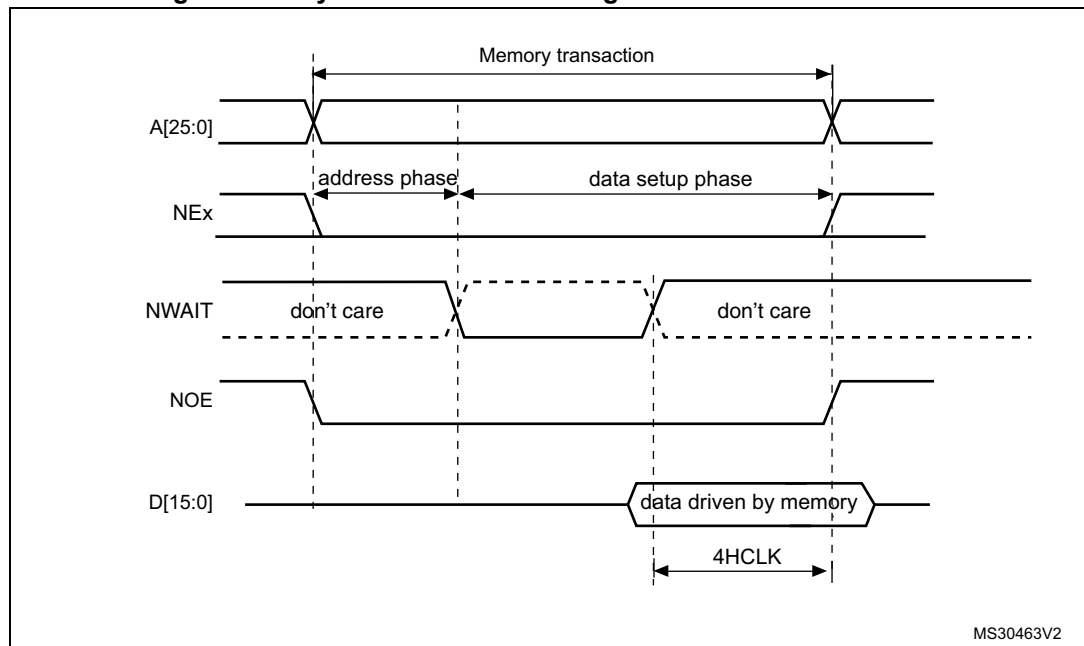 Memory transaction
A[25:0]
address phase
data setup phase
NEx
NWAIT
don't care
don't care
NOE
D[15:0]
data driven by memory
4HCLK
MS30463V2